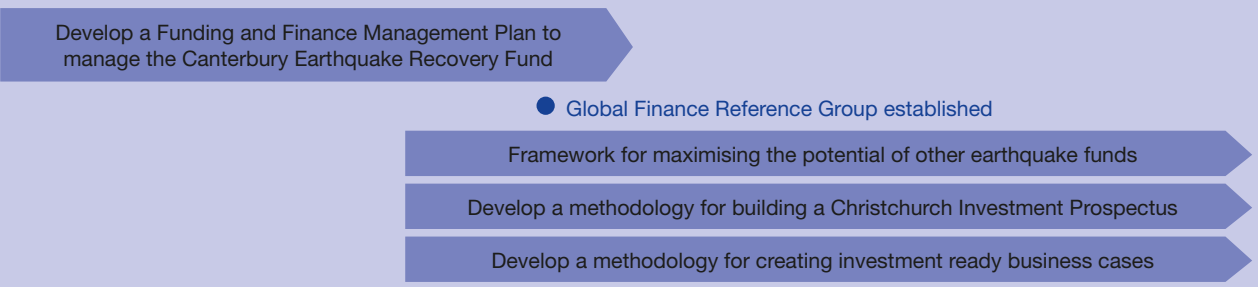 Develop a Funding and Finance Management Plan to
manage the Canterbury Earthquake Recovery Fund
Global Finance Reference Group established
Framework for maximising the potential of other earthquake funds
Develop a methodology for building a Christchurch Investment Prospectus
Develop a methodology for creating investment ready business cases